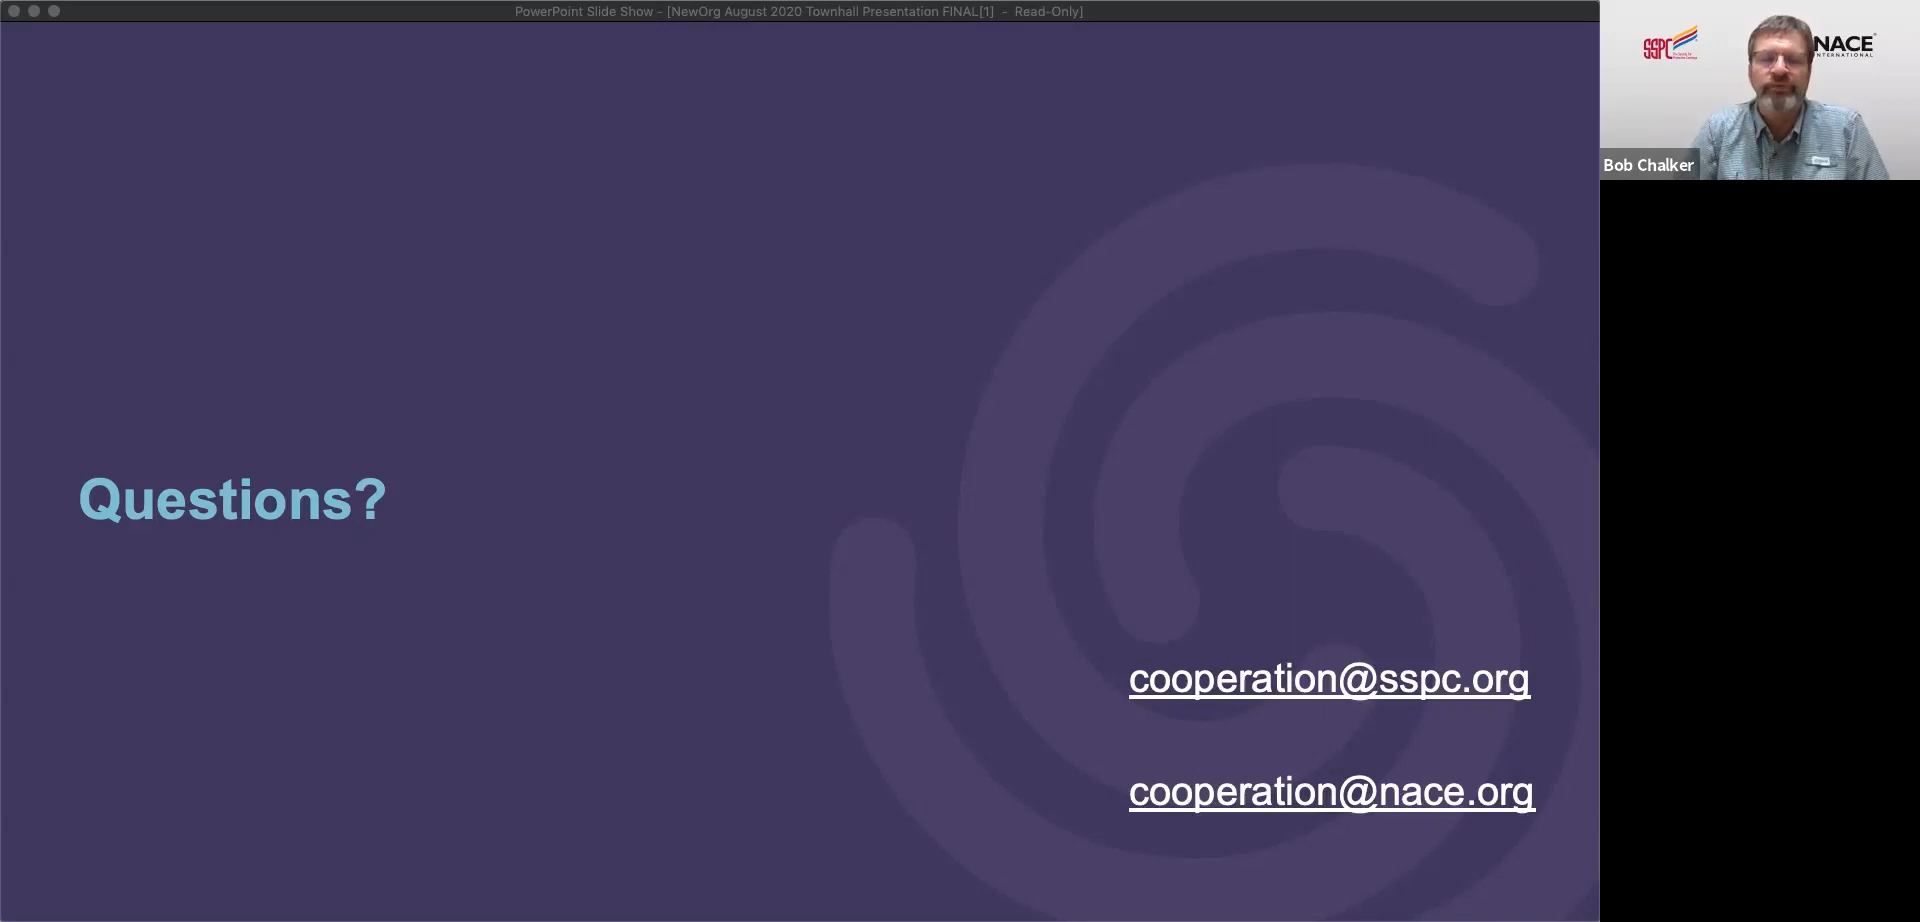 PowerPoint Slide Show - [NewOrg August 2020 Townhall Presentation FINAL[1] - Read-Only]
SSPC
NACE
INTERNATIONAL
Bob Chalker
Questions?
cooperation@sspc.org
cooperation@nace.org